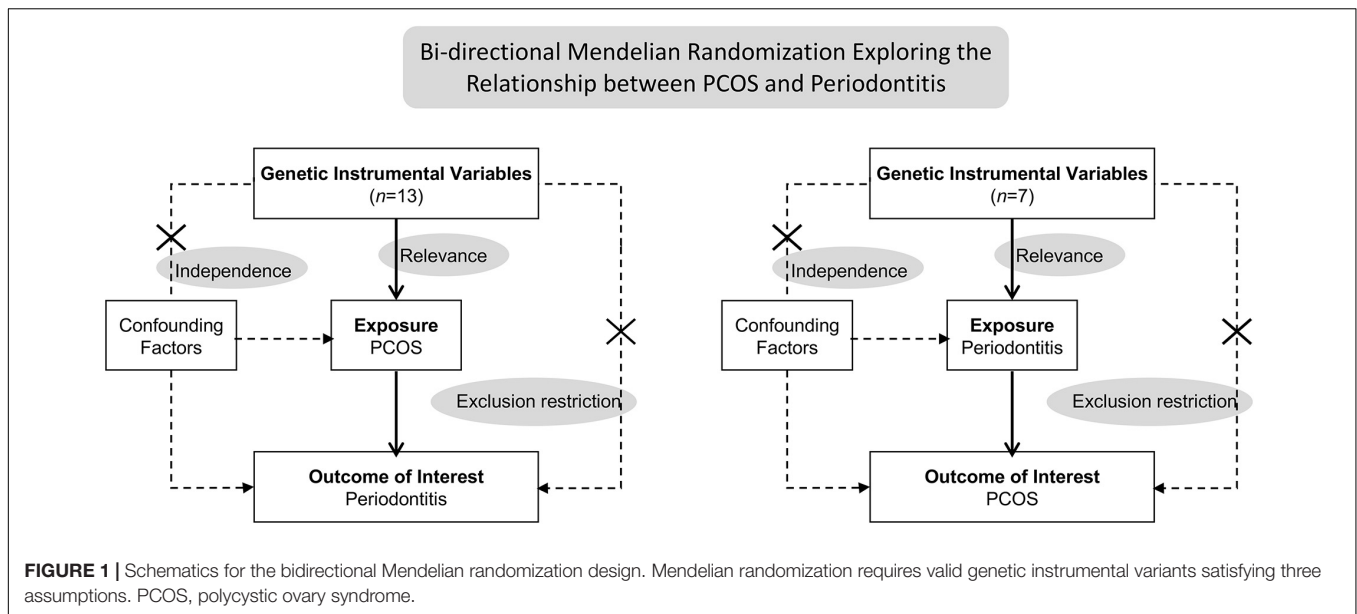 Bi-directional Mendelian Randomization Exploring the
Relationship between PCOS and Periodontitis
Genetic Instrumental Variables
(n=13)
Independence
Relevance
Confounding
Factors
Exposure
PCOS
Exclusion restriction
Outcome of Interest
Periodontitis
Genetic Instrumental Variables
(n=7)
Independence
Relevance
Confounding
Factors
Exposure
Periodontitis
Exclusion restriction
Outcome of Interest
PCOS
FIGURE 1 | Schematics for the bidirectional Mendelian randomization design. Mendelian randomization requires valid genetic instrumental variants satisfying three
assumptions. PCOS, polycystic ovary syndrome.